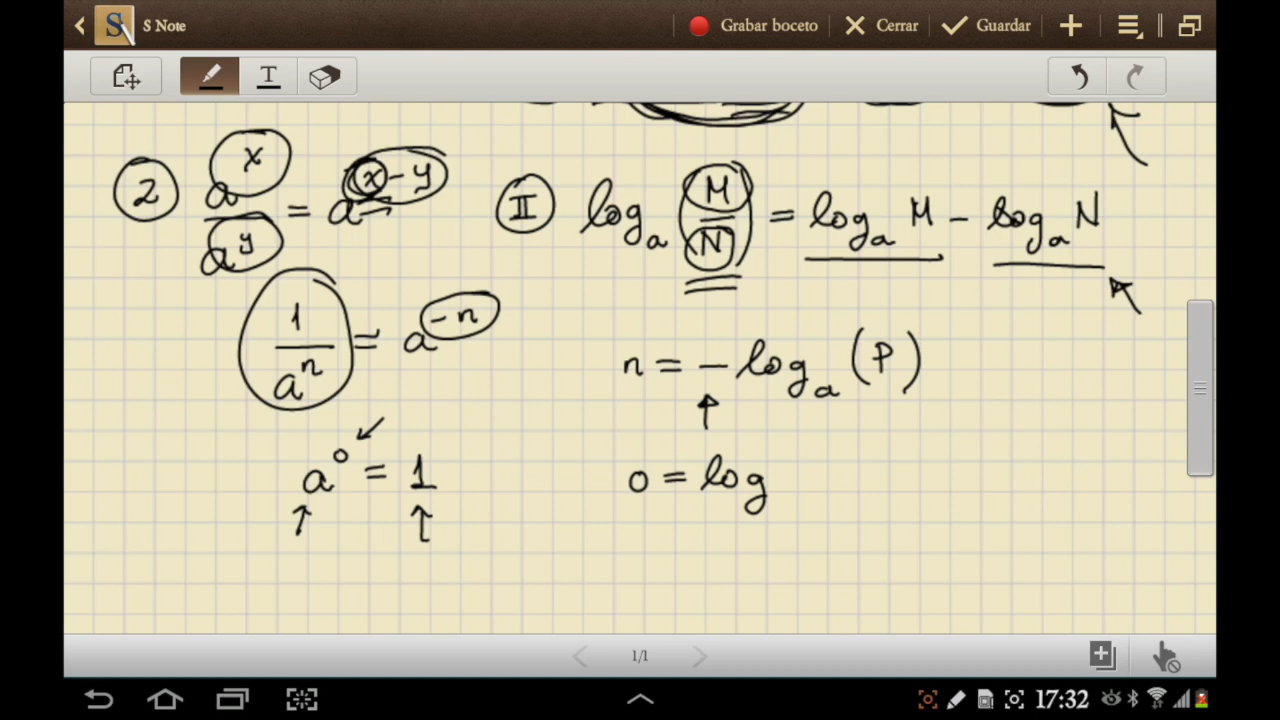 S Note
Grabar boceto
Cerrar
Guardar
T
2 a^x / a^y = a^(x-y)
II log_a (M/N) = log_a M - log_a N
1 / a^n = a^(-n)
n = - log_a (P)
a^0 = 1
0 = log
1/1
17:32